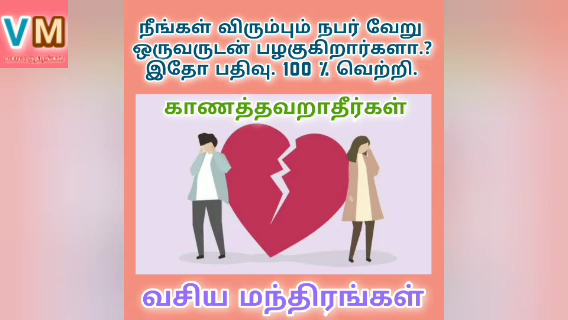 VM
நீங்கள் விரும்பும் நபர் வேறு
ஒருவருடன் பழகுகிறார்களா.?
இதோ பதிவு. 100 % வெற்றி.
காணத்தவறாதீர்கள்
வசிய மந்திரங்கள்